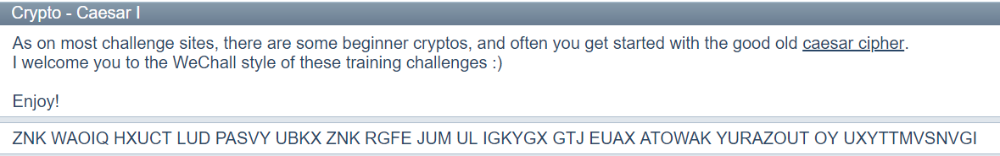 Crypto - Caesar I
As on most challenge sites, there are some beginner cryptos, and often you get started with the good old caesar cipher.
I welcome you to the WeChall style of these training challenges :)
Enjoy!
ZNK WAOIQ HXUCT LUD PASVY UBKX ZNK RGFE JUM UL IGKYGX GTJ EUAX ATOWAK YURAZOUT OY UXYTTMVSNVGI